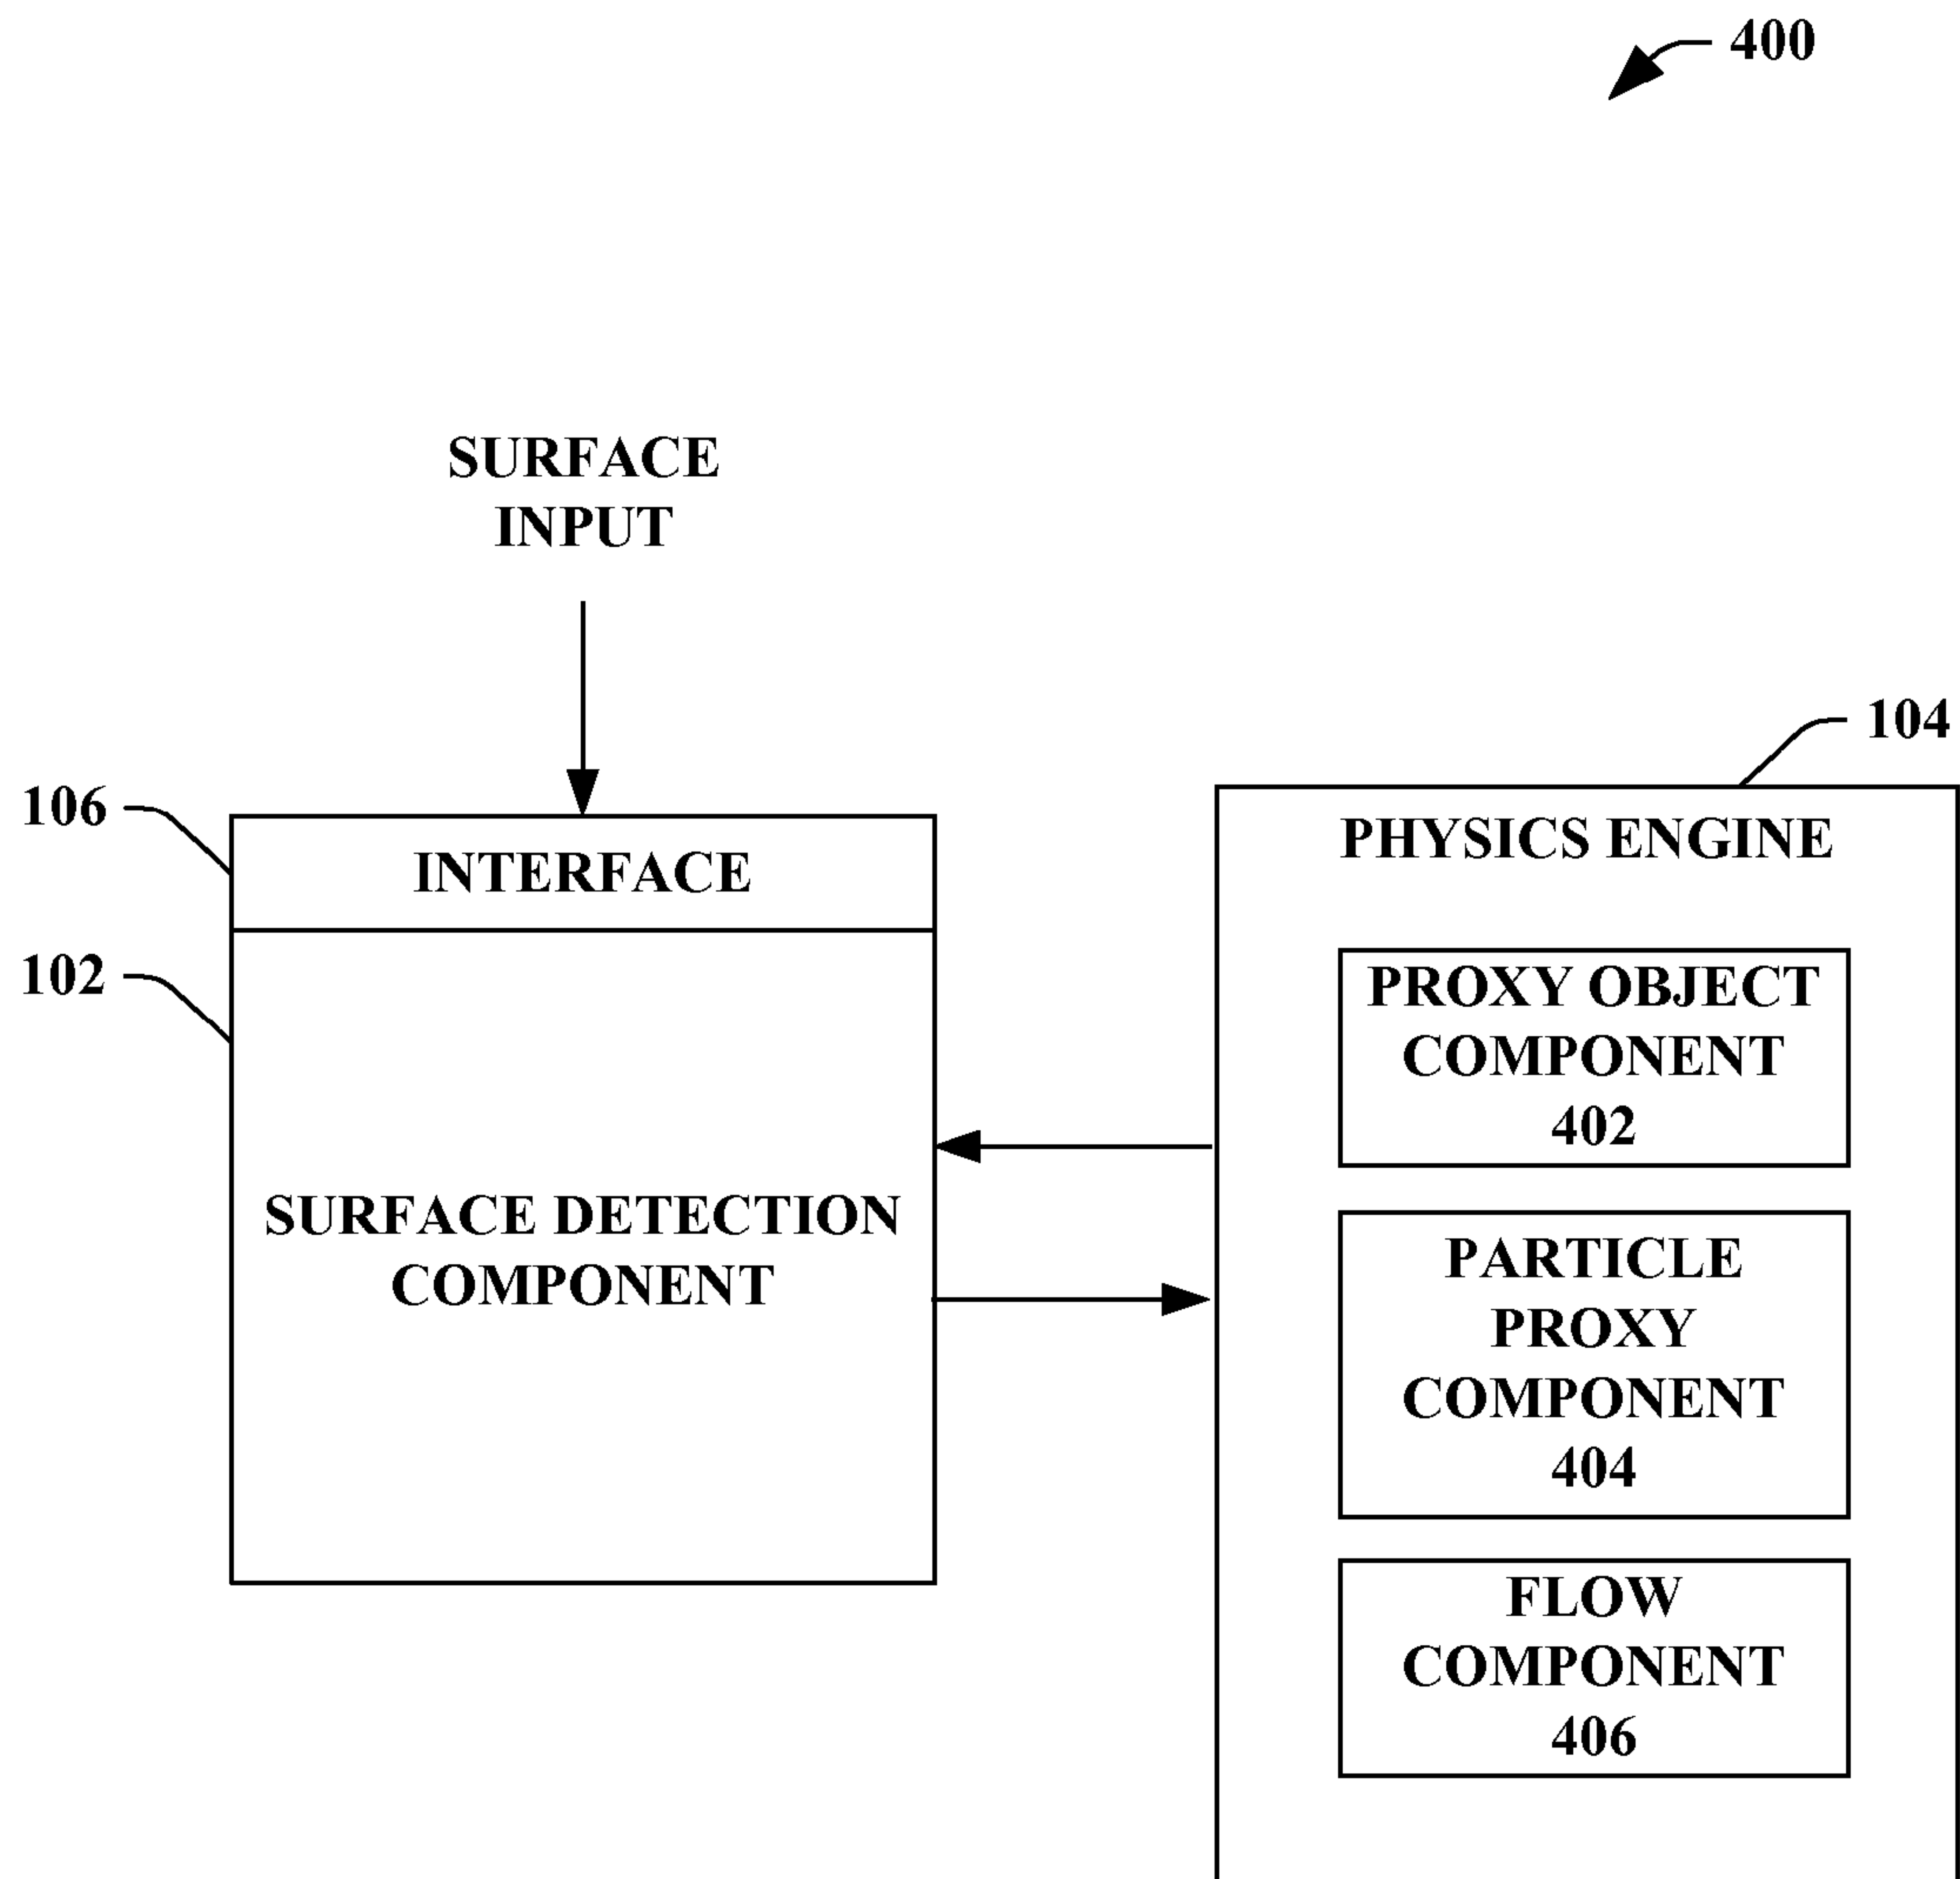 400
SURFACE
INPUT
104
106
INTERFACE
102
SURFACE DETECTION
COMPONENT
PHYSICS ENGINE
PROXY OBJECT
COMPONENT
402
PARTICLE
PROXY
COMPONENT
404
FLOW
COMPONENT
406